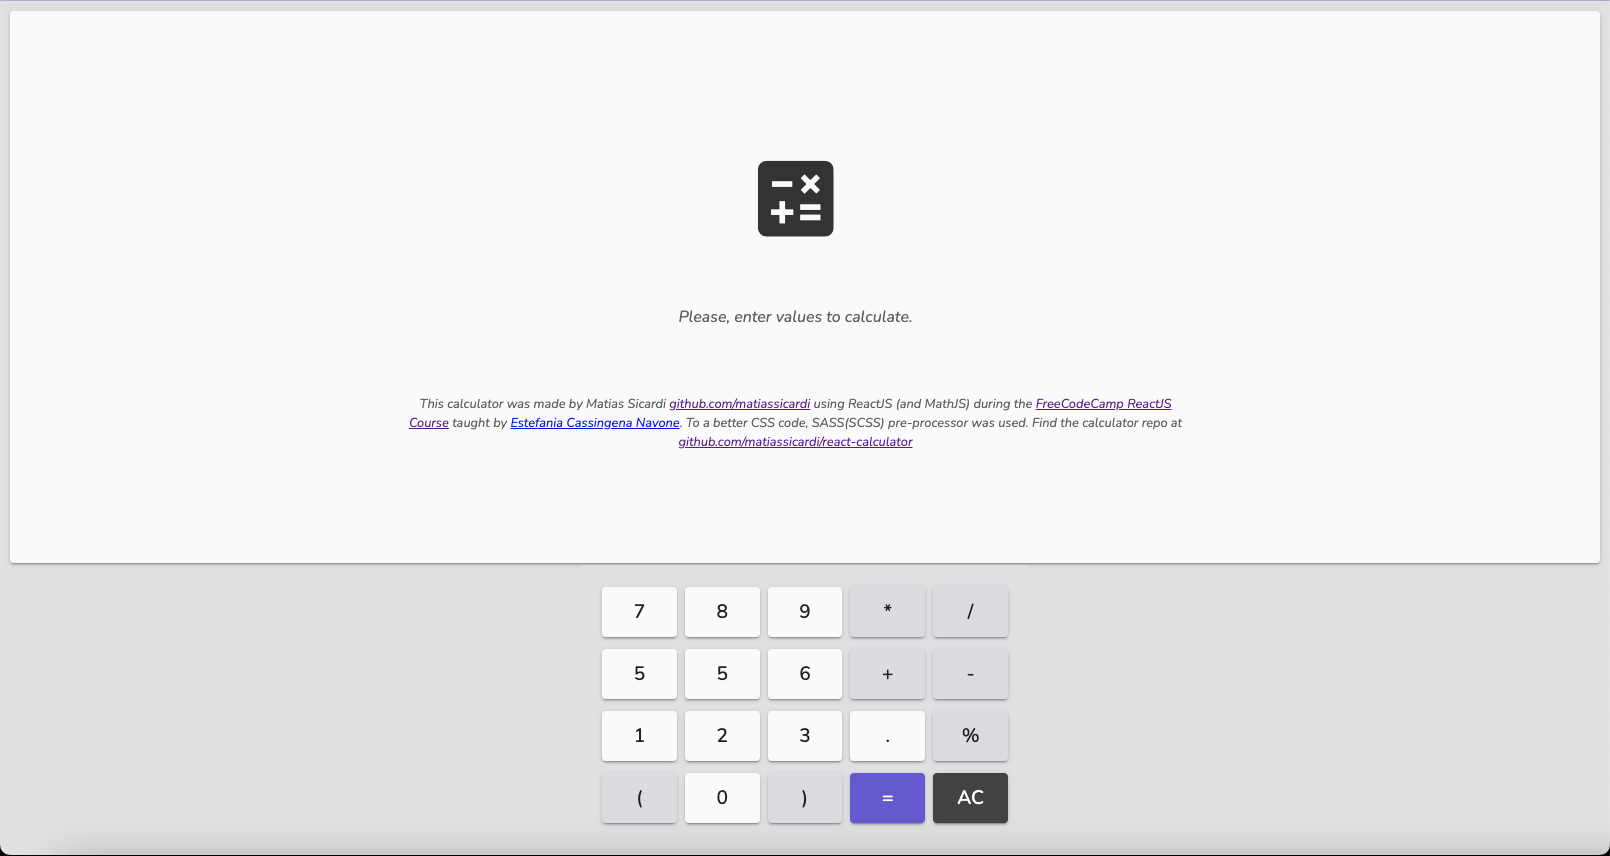 Please, enter values to calculate.
This calculator was made by Matias Sicardi github.com/matiassicardi using ReactJS (and MathJS) during the FreeCodeCamp ReactJS
Course taught by Estefania Cassingena Navone. To a better CSS code, SASS(SCSS) pre-processor was used. Find the calculator repo at
github.com/matiassicardi/react-calculator
7 8 9 * /
5 5 6 + -
1 2 3 . %
( 0 ) = AC